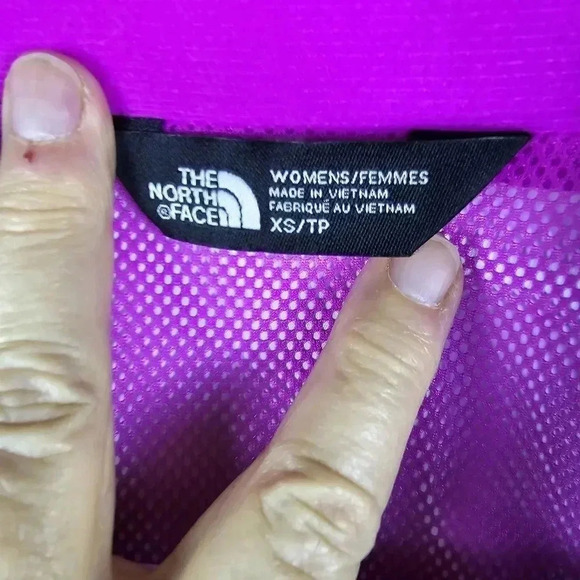 THE
NORTH
FACE®
WOMENS/FEMMES
MADE IN VIETNAM
FABRIQUÉ AU VIETNAM
XS/TP